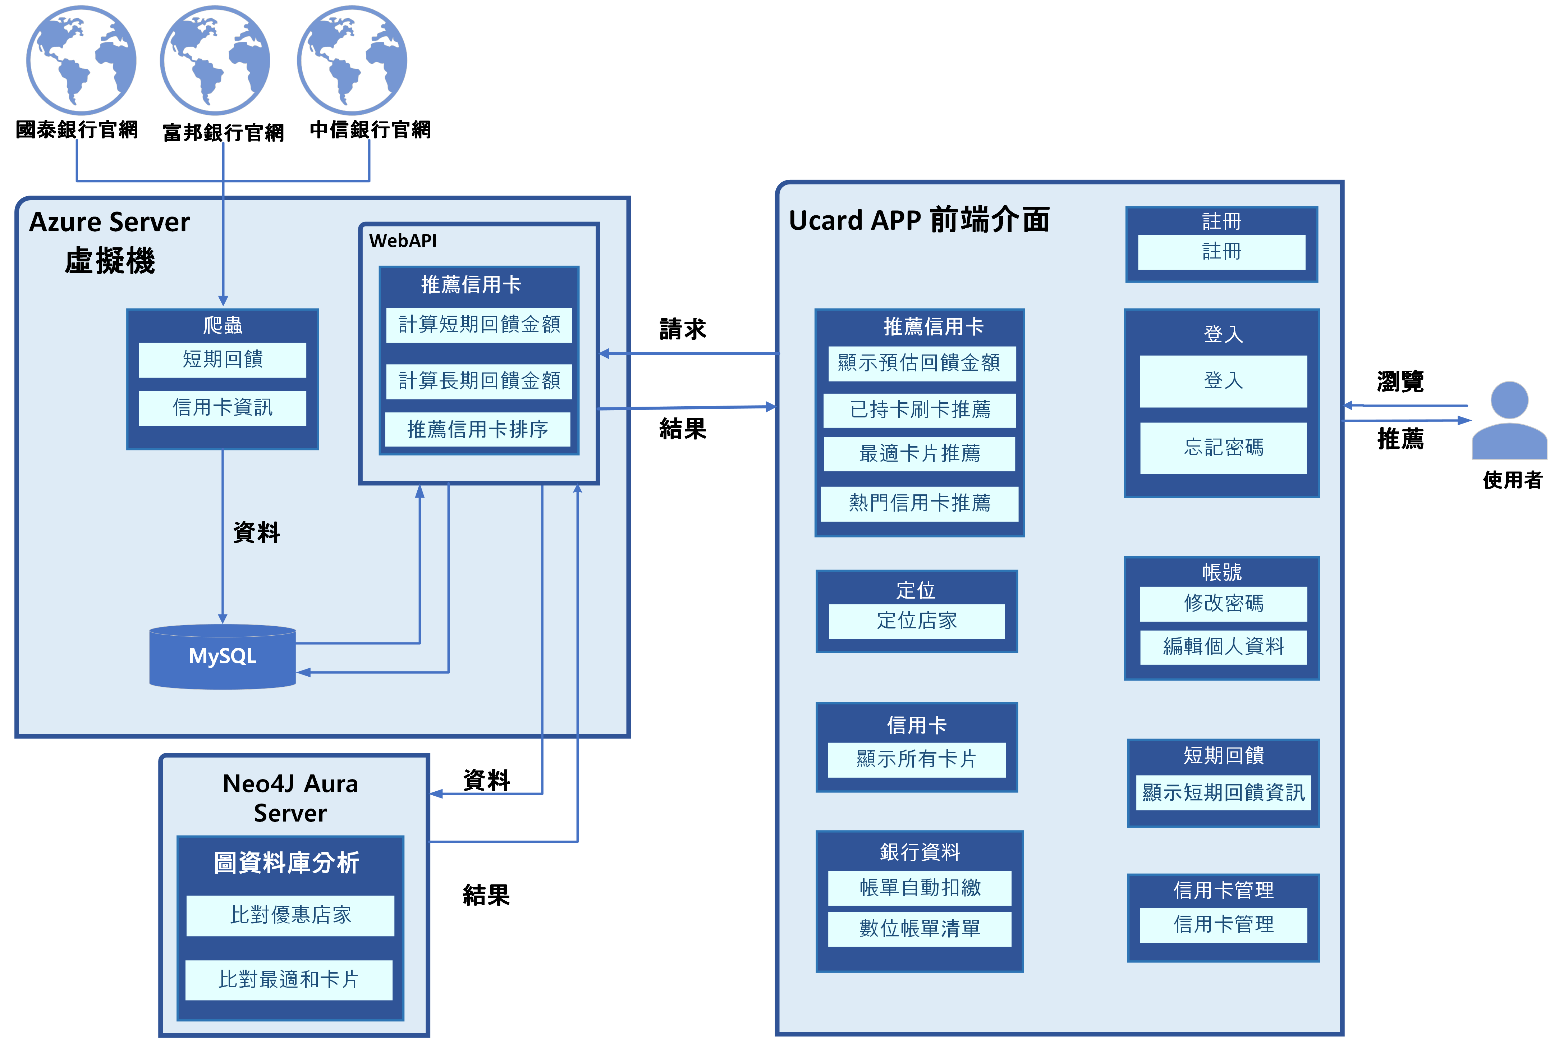 國泰銀行官網
富邦銀行官網
中信銀行官網
Azure Server
虛擬機
爬蟲
短期回饋
信用卡資訊
資料
MySQL
WebAPI
推薦信用卡
計算短期回饋金額
計算長期回饋金額
推薦信用卡排序
Neo4J Aura
Server
圖資料庫分析
比對優惠店家
比對最適和卡片
資料
結果
請求
結果
Ucard APP 前端介面
推薦信用卡
顯示預估回饋金額
已持卡刷卡推薦
最適卡片推薦
熱門信用卡推薦
定位
定位店家
信用卡
顯示所有卡片
銀行資料
帳單自動扣繳
數位帳單清單
註冊
註冊
登入
登入
忘記密碼
帳號
修改密碼
編輯個人資料
短期回饋
顯示短期回饋資訊
信用卡管理
信用卡管理
瀏覽
推薦
使用者